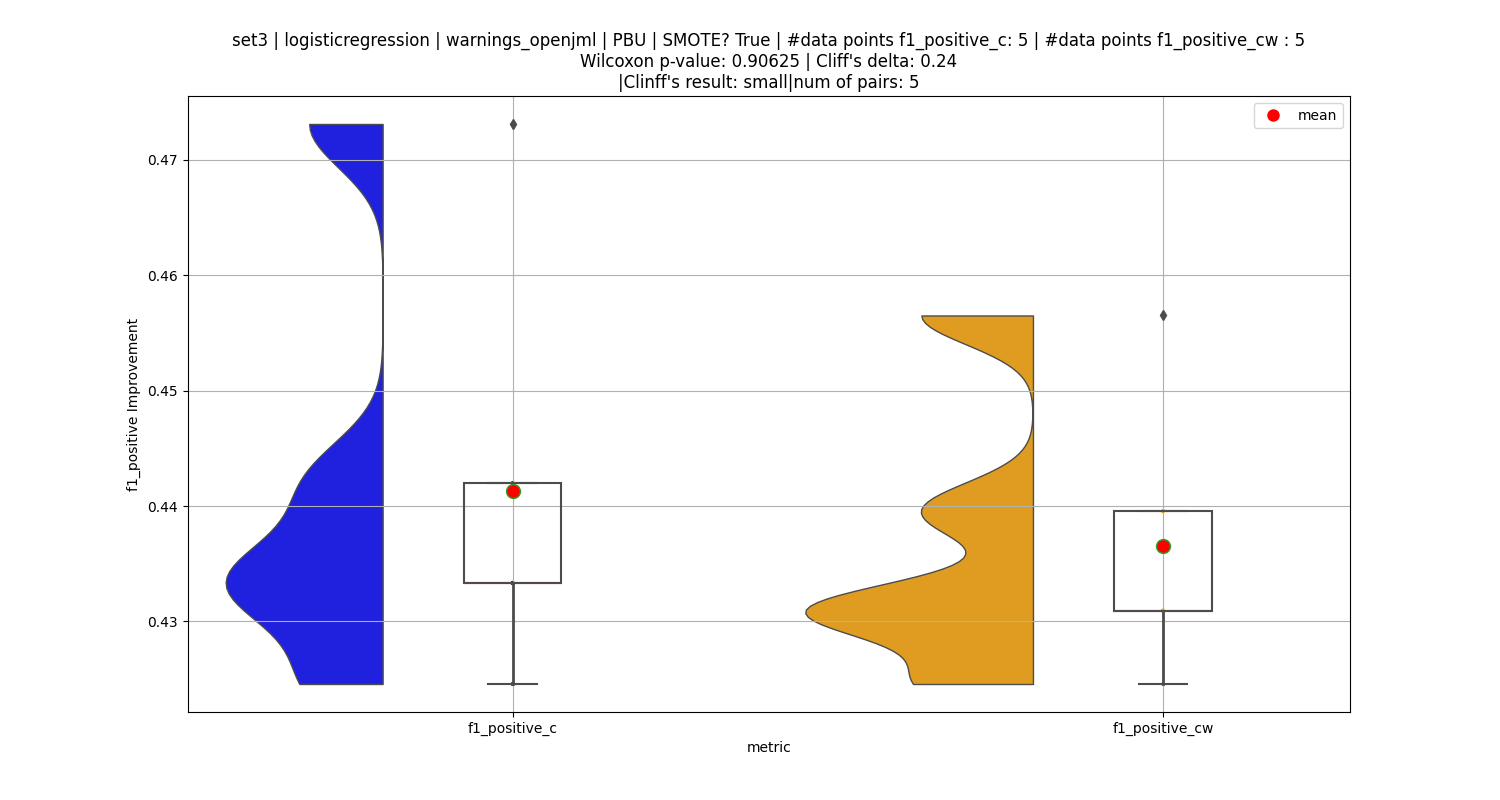 set3 | logisticregression | warnings_openjml | PBU | SMOTE? True | #data points f1_positive_c: 5 | #data points f1_positive_cw : 5
Wilcoxon p-value: 0.90625 | Cliff's delta: 0.24
|Clinff's result: small|num of pairs: 5
mean
0.47
0.46
0.45
0.44
0.43
f1_positive Improvement
f1_positive_c
f1_positive_cw
metric